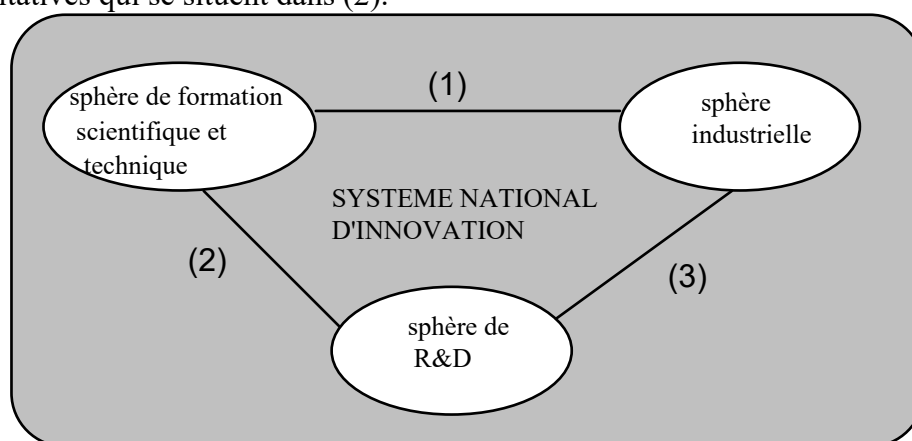 qui se situent dans (2).
(1)
sphère de formation
scientifique et
technique
sphère
industrielle
SYSTEME NATIONAL
D'INNOVATION
(2)
(3)
sphère de
R&D